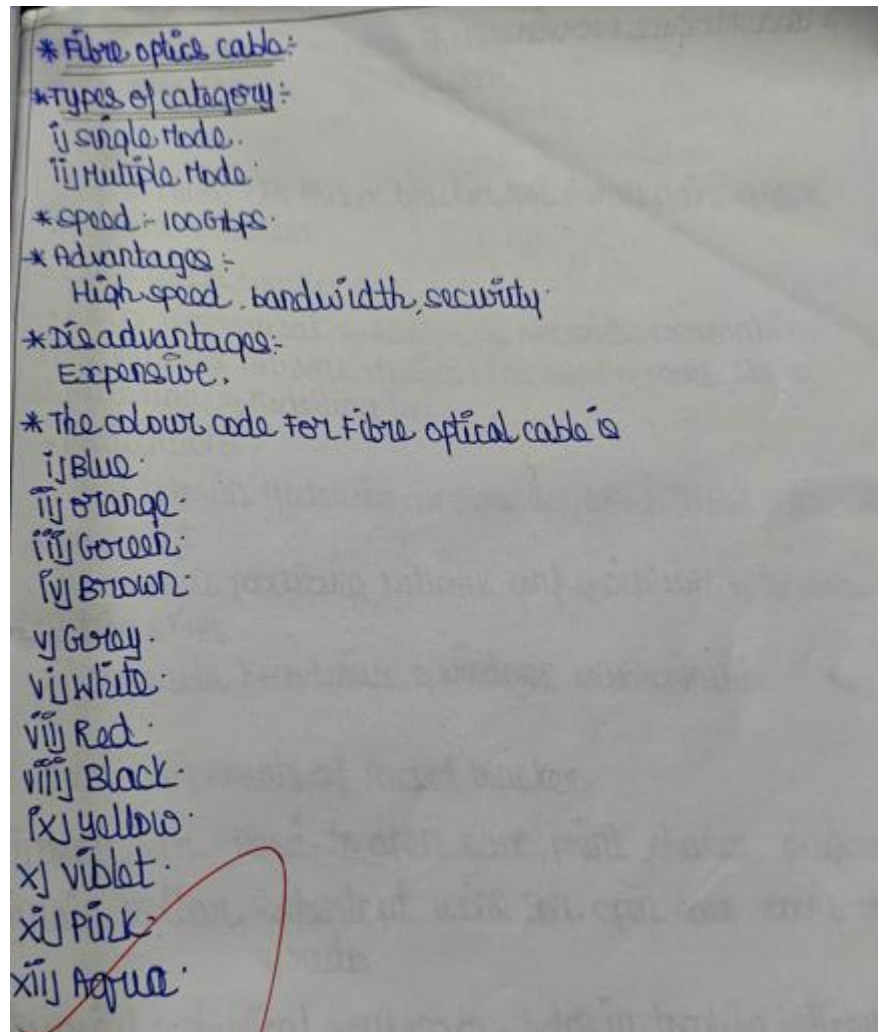 * Fibre optics cable:-
* Types of category:-
i) Single Mode.
ii) Multiple Mode.
* Speed:- 100Gbps.
* Advantages:-
High speed, bandwidth, security.
* Disadvantages:-
Expensive.
* The colour code For Fibre optical cable is
i) Blue.
ii) Orange.
iii) Green.
iv) Brown.
v) Gray.
vi) White.
vii) Red.
viii) Black.
ix) Yellow.
x) Violet.
xi) Pink.
xii) Aqua.